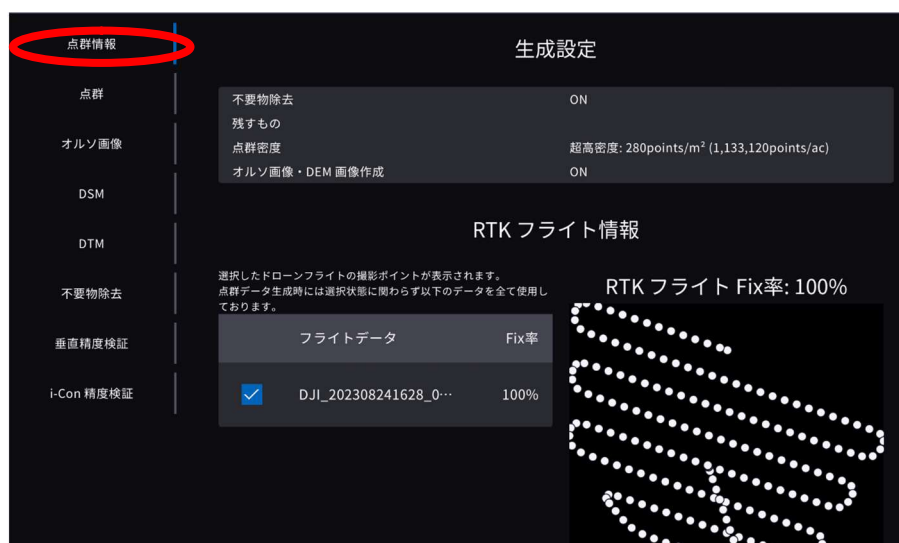 点群情報
点群
オルソ画像
DSM
DTM
不要物除去
垂直精度検証
i-Con 精度検証
生成設定
不要物除去 ON
残すもの
点群密度 超高密度: 280points/m² (1,133,120points/ac)
オルソ画像・DEM 画像作成 ON
RTK フライト情報
選択したドローンフライトの撮影ポイントが表示されます。
点群データ生成時には選択状態に関わらず以下のデータを全て使用し
ております。
フライトデータ Fix率
DJI_202308241628_0… 100%
RTK フライト Fix率: 100%